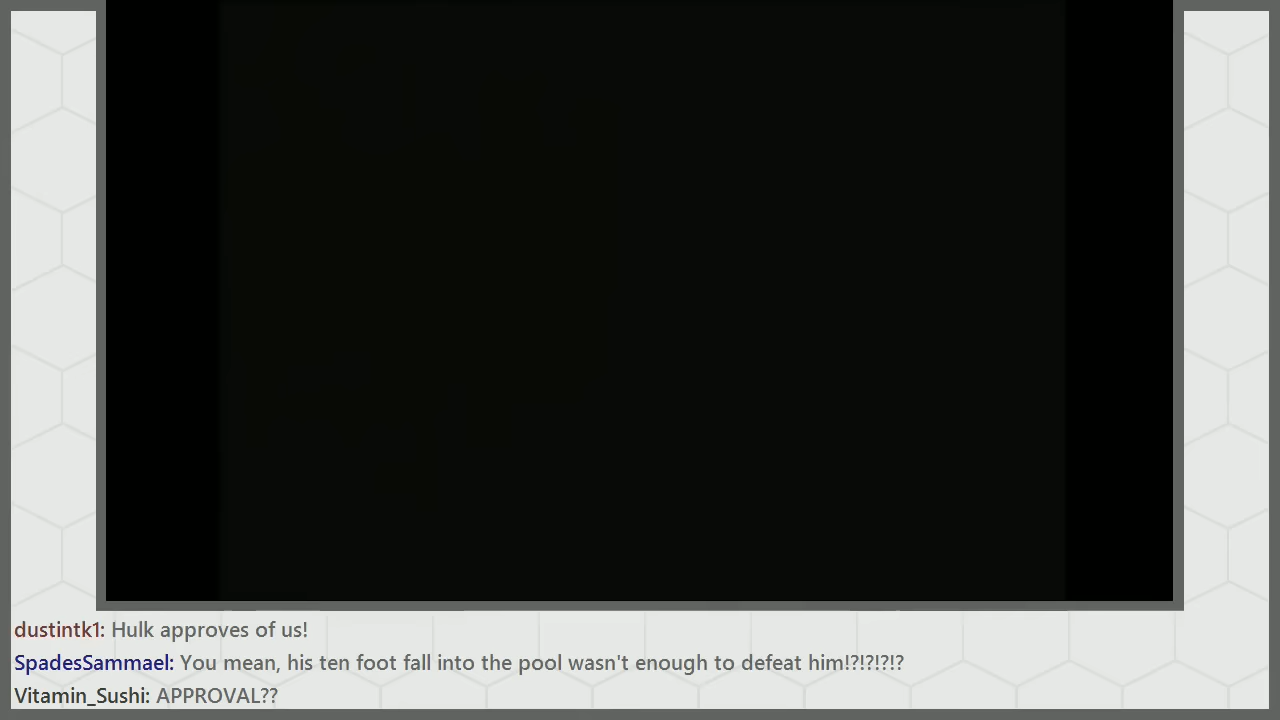 dustintk1: Hulk approves of us!
SpadesSammael: You mean, his ten foot fall into the pool wasn't enough to defeat him!?!?!?!?
Vitamin_Sushi: APPROVAL??